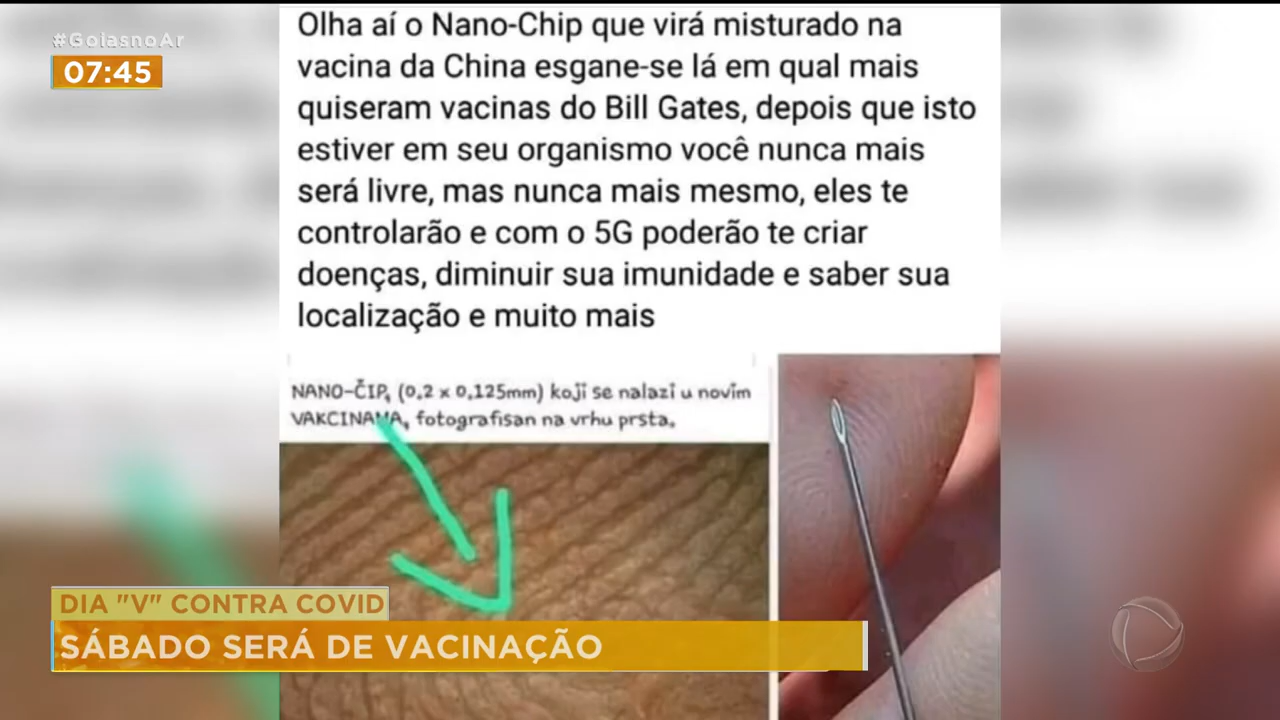 #GoiásnoAr
07:45
Olha aí o Nano-Chip que virá misturado na
vacina da China esgane-se lá em qual mais
quiseram vacinas do Bill Gates, depois que isto
estiver em seu organismo você nunca mais
será livre, mas nunca mais mesmo, eles te
controlarão e com o 5G poderão te criar
doenças, diminuir sua imunidade e saber sua
localização e muito mais
NANO-ČIP, (0,2 x 0,125mm) koji se nalazi u novim
VAKCINAMA, fotografisan na vrhu prsta.
DIA "V" CONTRA COVID
SÁBADO SERÁ DE VACINAÇÃO